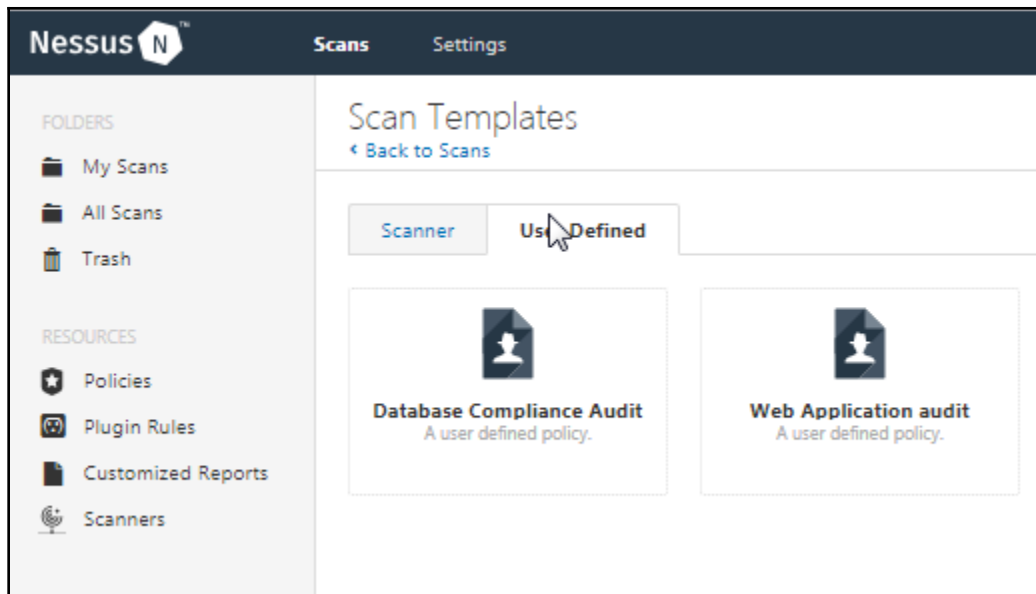 Nessus N ™
Scans
Settings
FOLDERS
My Scans
All Scans
Trash
RESOURCES
Policies
Plugin Rules
Customized Reports
Scanners
Scan Templates
Back to Scans
Scanner
Defined
Database Compliance Audit
A user defined policy.
Web Application audit
A user defined policy.